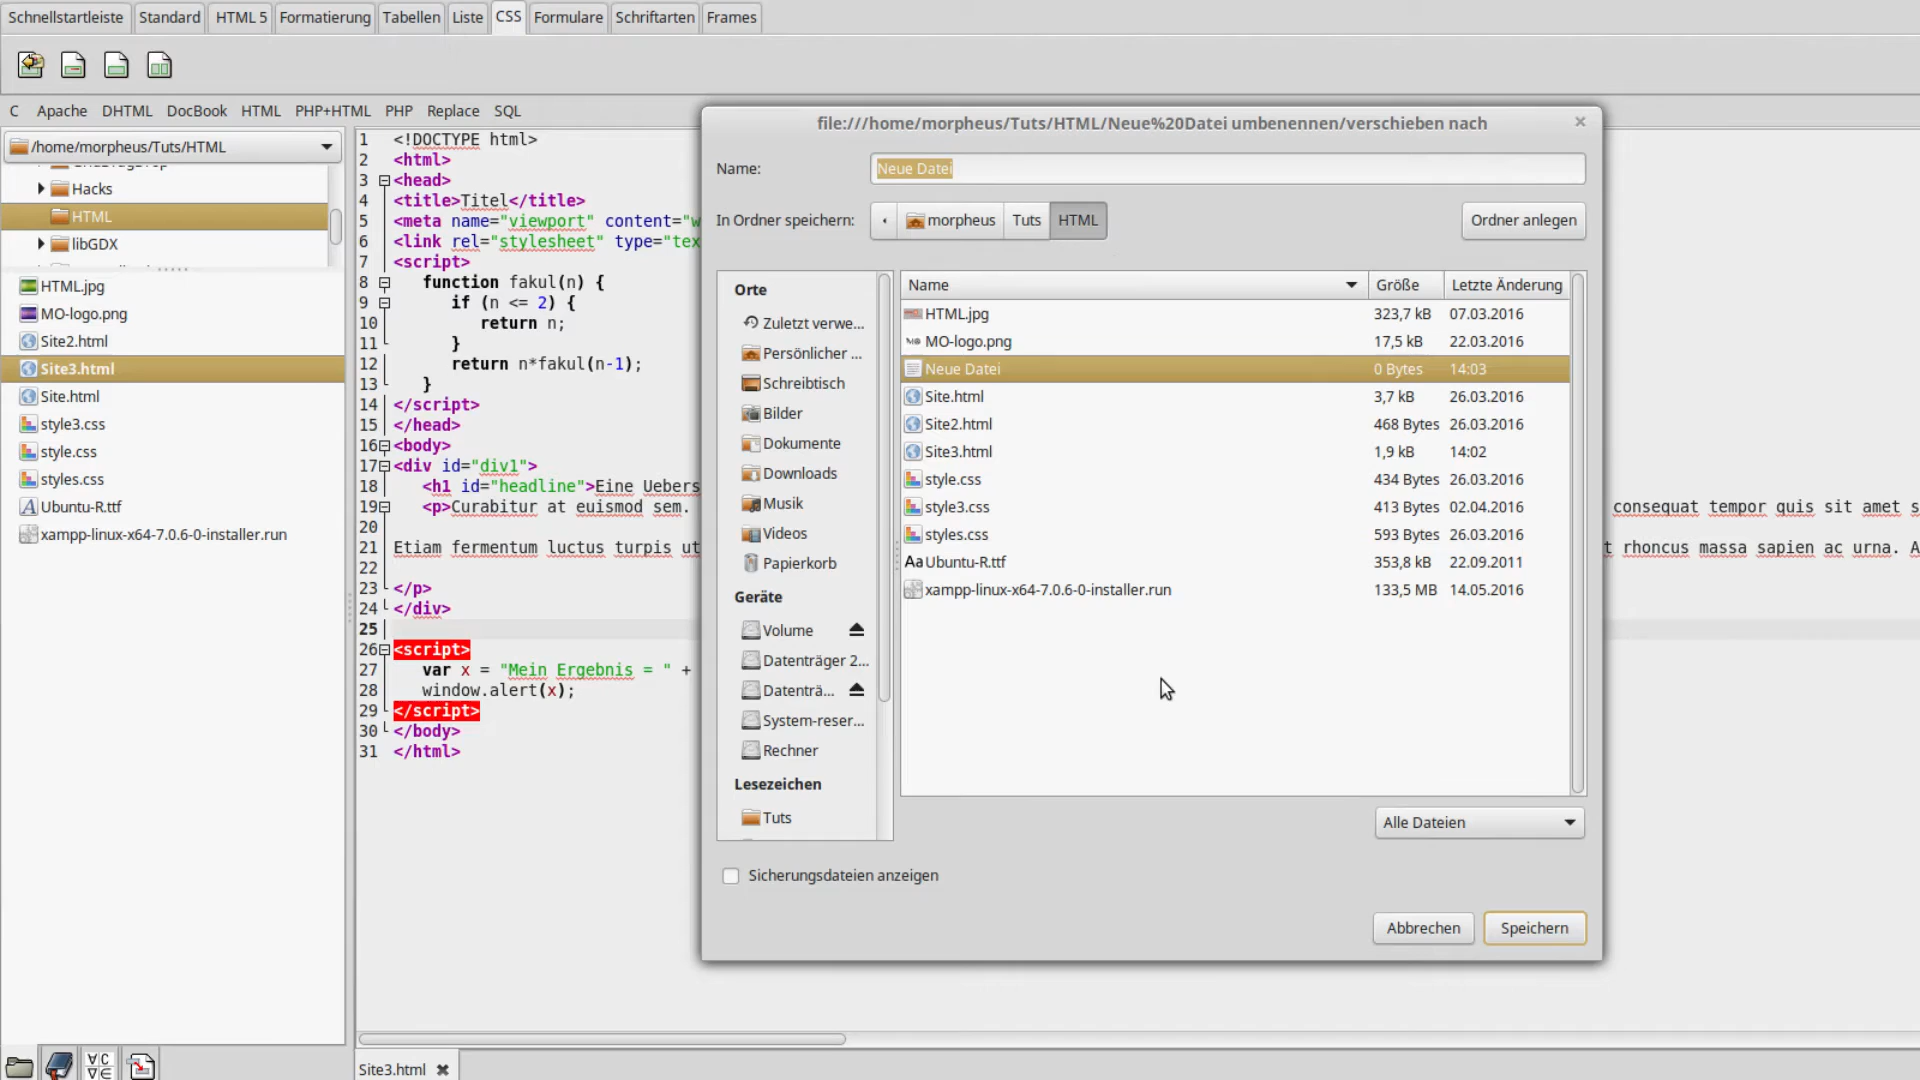 Schnellstartleiste Standard HTML 5 Formatierung Tabellen Liste CSS Formulare Schriftarten Frames
C Apache DHTML DocBook HTML PHP+HTML PHP Replace SQL
/home/morpheus/Tuts/HTML
Hacks
HTML
libGDX
HTML.jpg
MO-logo.png
Site2.html
Site3.html
Site.html
style3.css
style.css
styles.css
Ubuntu-R.ttf
xampp-linux-x64-7.0.6-0-installer.run
1 <!DOCTYPE html>
2 <html>
3 <head>
4 <title>Titel</title>
5 <meta name="viewport" content="w
6 <link rel="stylesheet" type="tex
7 <script>
8 function fakul(n) {
9 if (n <= 2) {
10 return n;
11 }
12 return n*fakul(n-1);
13 }
14 </script>
15 </head>
16 <body>
17 <div id="div1">
18 <h1 id="headline">Eine Uebers
19 <p>Curabitur at euismod sem. consequat tempor quis sit amet s
20
21 Etiam fermentum luctus turpis ut t rhoncus massa sapien ac urna. A
22
23 </p>
24 </div>
25
26 <script>
27 var x = "Mein Ergebnis = " +
28 window.alert(x);
29 </script>
30 </body>
31 </html>
Site3.html
file:///home/morpheus/Tuts/HTML/Neue%20Datei umbenennen/verschieben nach
Name: Neue Datei
In Ordner speichern: morpheus Tuts HTML Ordner anlegen
Orte
Zuletzt verwe...
Persönlicher ...
Schreibtisch
Bilder
Dokumente
Downloads
Musik
Videos
Papierkorb
Geräte
Volume
Datenträger 2...
Datenträ...
System-reser...
Rechner
Lesezeichen
Tuts
Name Größe Letzte Änderung
HTML.jpg 323,7 kB 07.03.2016
MO-logo.png 17,5 kB 22.03.2016
Neue Datei 0 Bytes 14:03
Site.html 3,7 kB 26.03.2016
Site2.html 468 Bytes 26.03.2016
Site3.html 1,9 kB 14:02
style.css 434 Bytes 26.03.2016
style3.css 413 Bytes 02.04.2016
styles.css 593 Bytes 26.03.2016
Ubuntu-R.ttf 353,8 kB 22.09.2011
xampp-linux-x64-7.0.6-0-installer.run 133,5 MB 14.05.2016
Alle Dateien
Sicherungsdateien anzeigen
Abbrechen Speichern